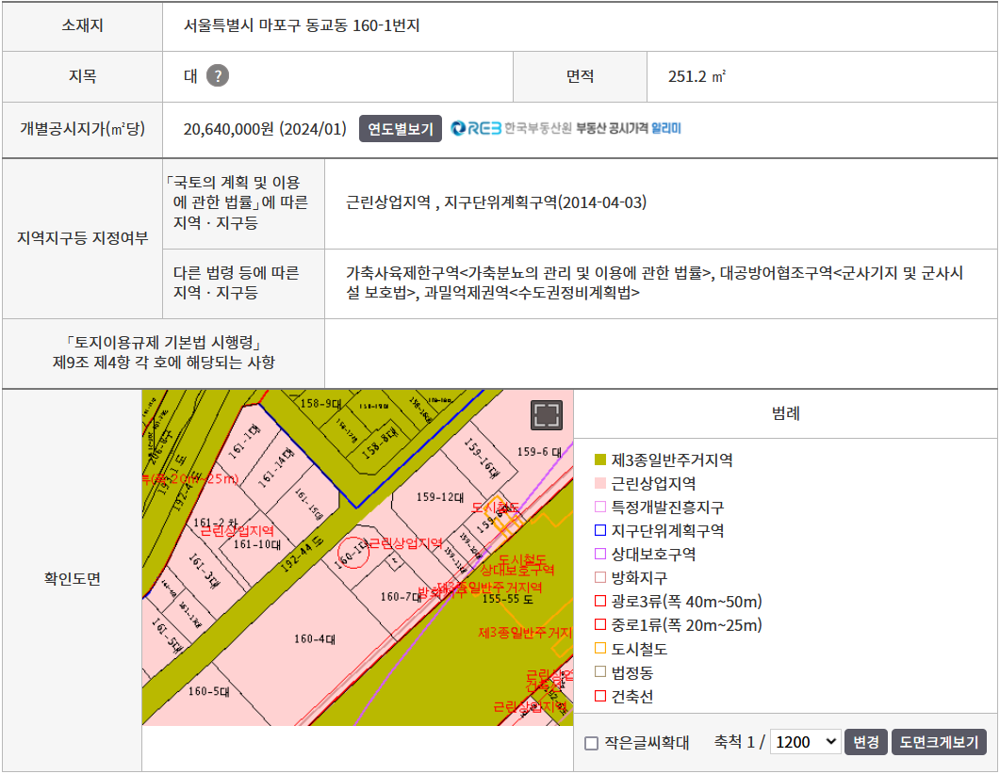 소재지
서울특별시 마포구 동교동 160-1번지
지목
대 ?
면적
251.2 ㎡
개별공시지가(㎡당)
20,640,000원 (2024/01) 연도별보기 REB 한국부동산원 부동산 공시가격 알리미
지역지구등 지정여부
「국토의 계획 및 이용
에 관한 법률」에 따른
지역ㆍ지구등
근린상업지역 , 지구단위계획구역(2014-04-03)
다른 법령 등에 따른
지역ㆍ지구등
가축사육제한구역<가축분뇨의 관리 및 이용에 관한 법률>, 대공방어협조구역<군사기지 및 군사시
설 보호법>, 과밀억제권역<수도권정비계획법>
「토지이용규제 기본법 시행령」
제9조 제4항 각 호에 해당되는 사항
확인도면
158-9대
158-8대
161-1대
161-14대
161-15대
159-16대
159-6 대
159-12대
192-4 도
도시철도
161-2 차
근린상업지역
161-10대
161-3대
192-44 도
160-1대
근린상업지역
160-7대
도시철도
상대보호구역
제3종일반주거지역
155-55 도
161-13대
161-5대
160-4대
제3종일반주거지
160-5대
근린상업
건축선
근린상업지역
범례
제3종일반주거지역
근린상업지역
특정개발진흥지구
지구단위계획구역
상대보호구역
방화지구
광로3류(폭 40m~50m)
중로1류(폭 20m~25m)
도시철도
법정동
건축선
작은글씨확대 축척 1 / 1200 변경 도면크게보기